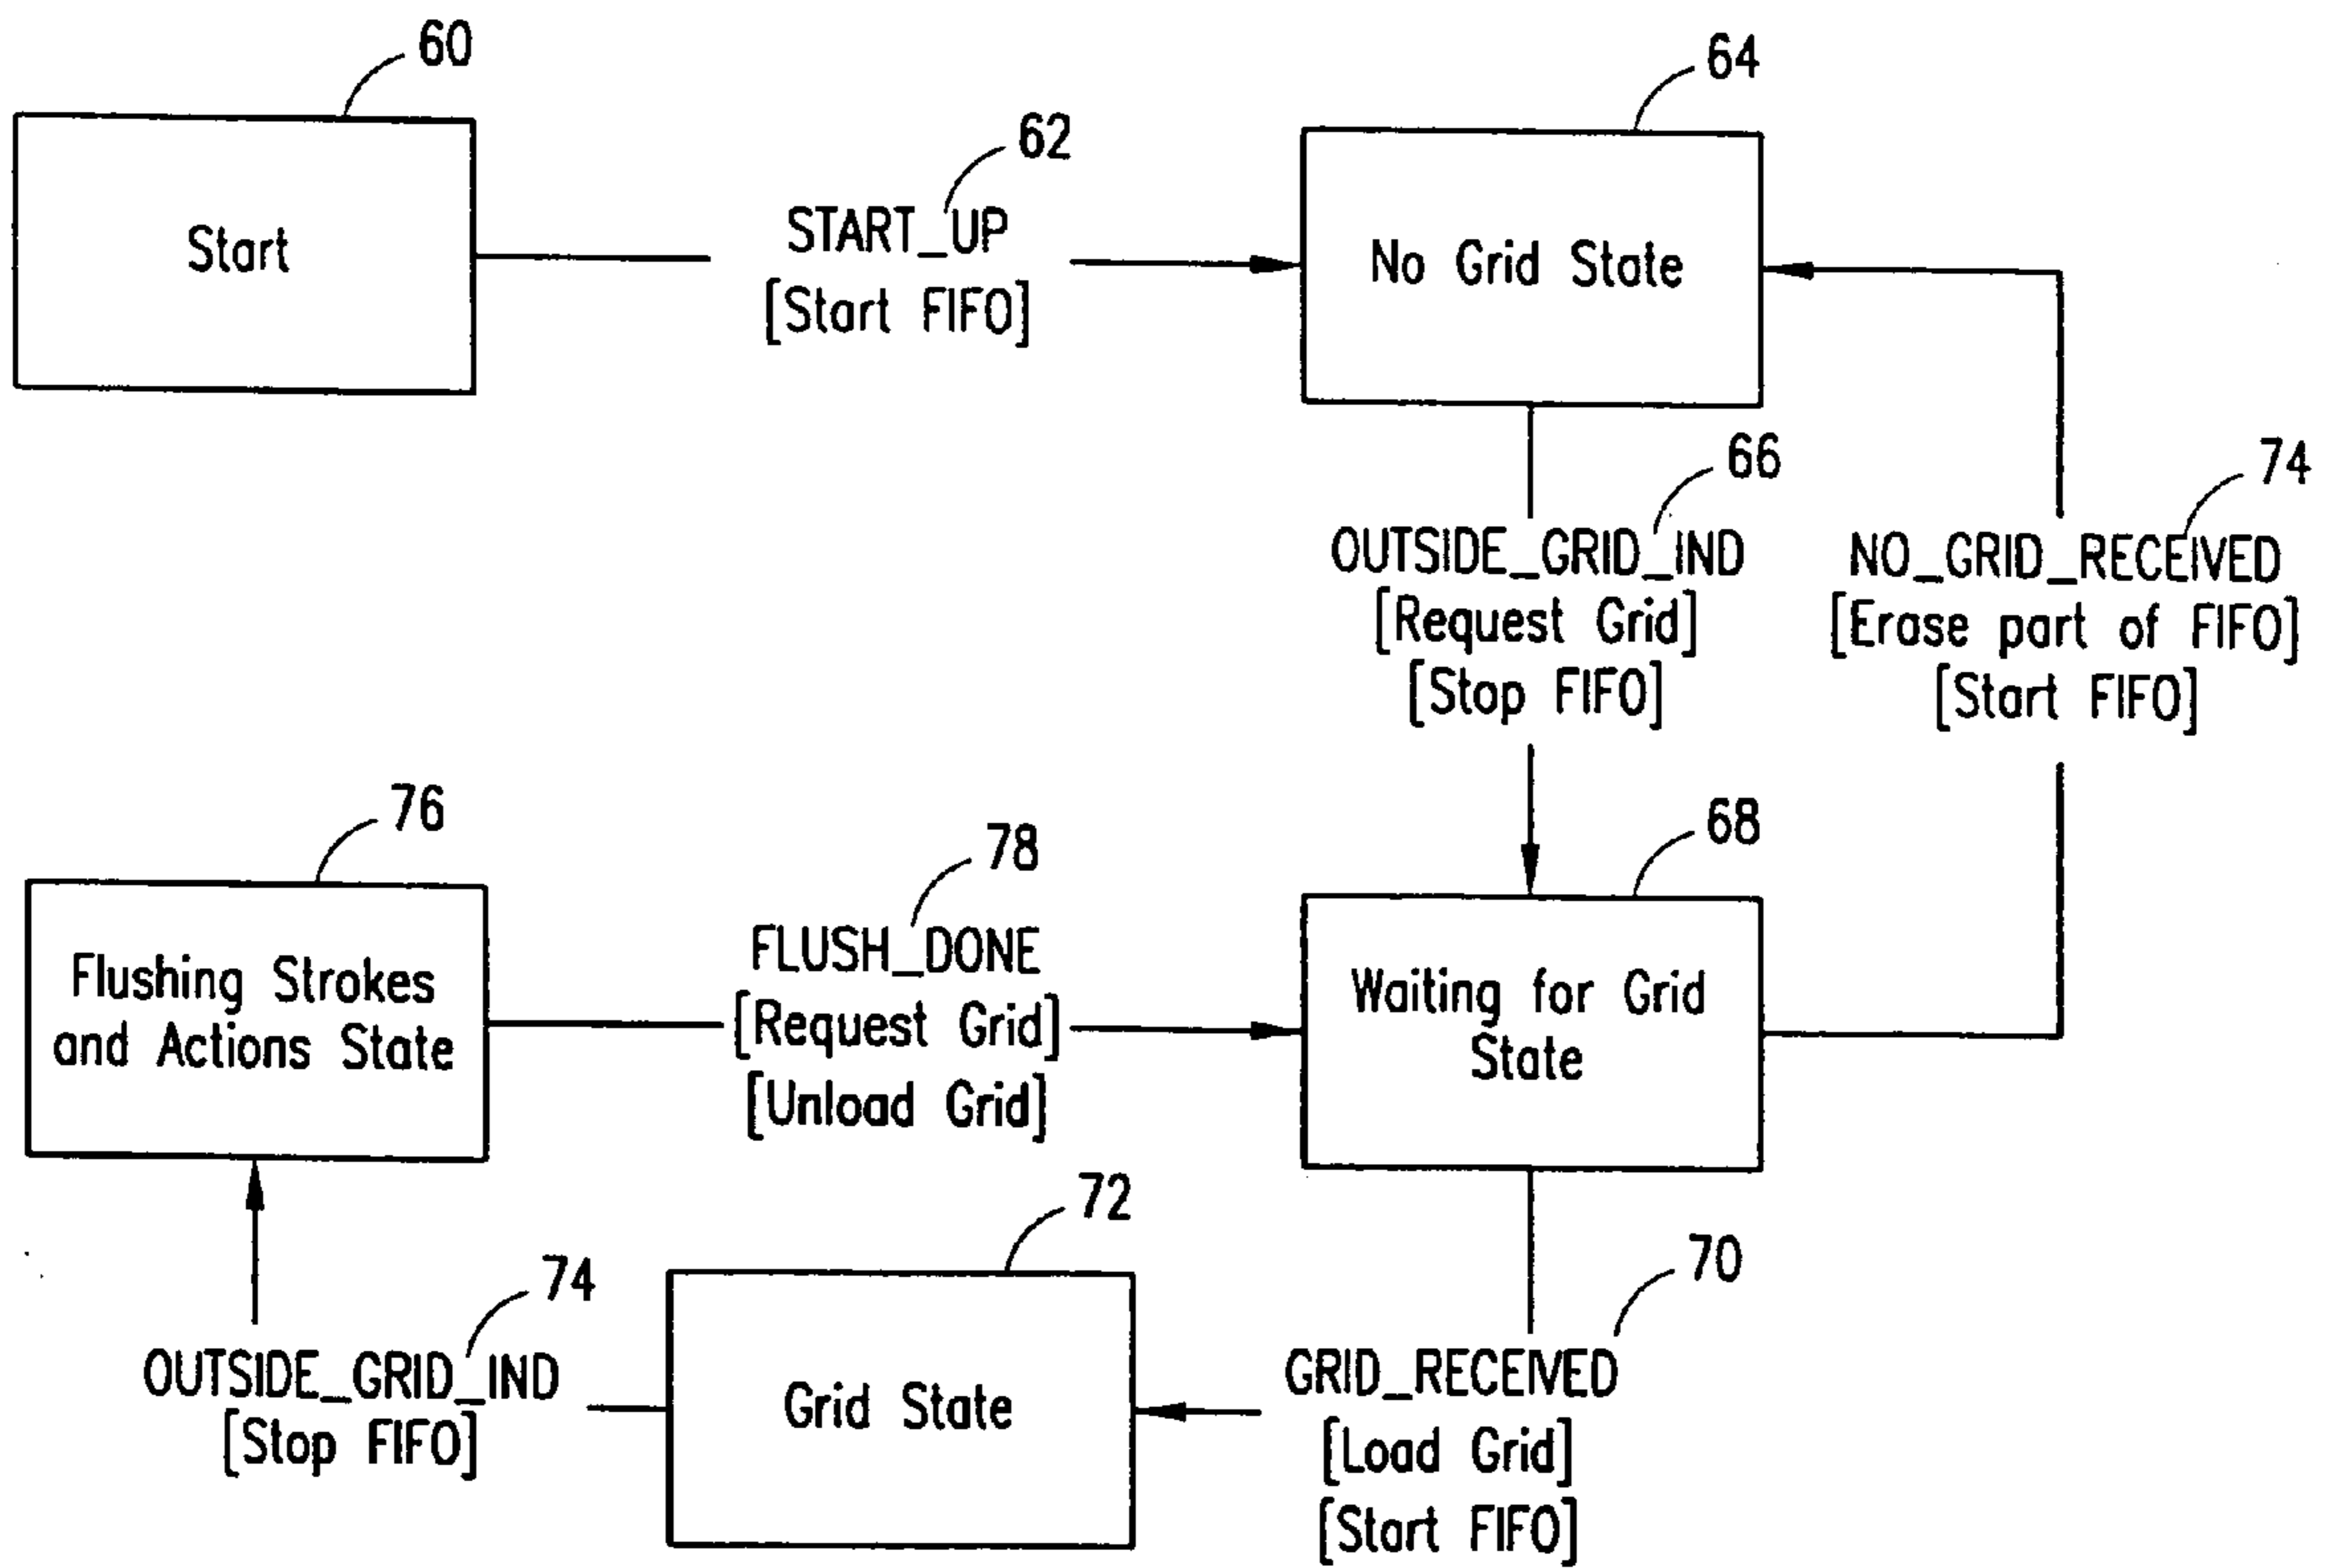 60
Start
62
START_UP
[Start FIFO]
64
No Grid State
66
OUTSIDE_GRID_IND
[Request Grid]
[Stop FIFO]
74
NO_GRID_RECEIVED
[Erase part of FIFO]
[Start FIFO]
76
Flushing Strokes
and Actions State
78
FLUSH_DONE
[Request Grid]
[Unload Grid]
68
Waiting for Grid
State
74
OUTSIDE_GRID_IND
[Stop FIFO]
72
Grid State
70
GRID_RECEIVED
[Load Grid]
[Start FIFO]